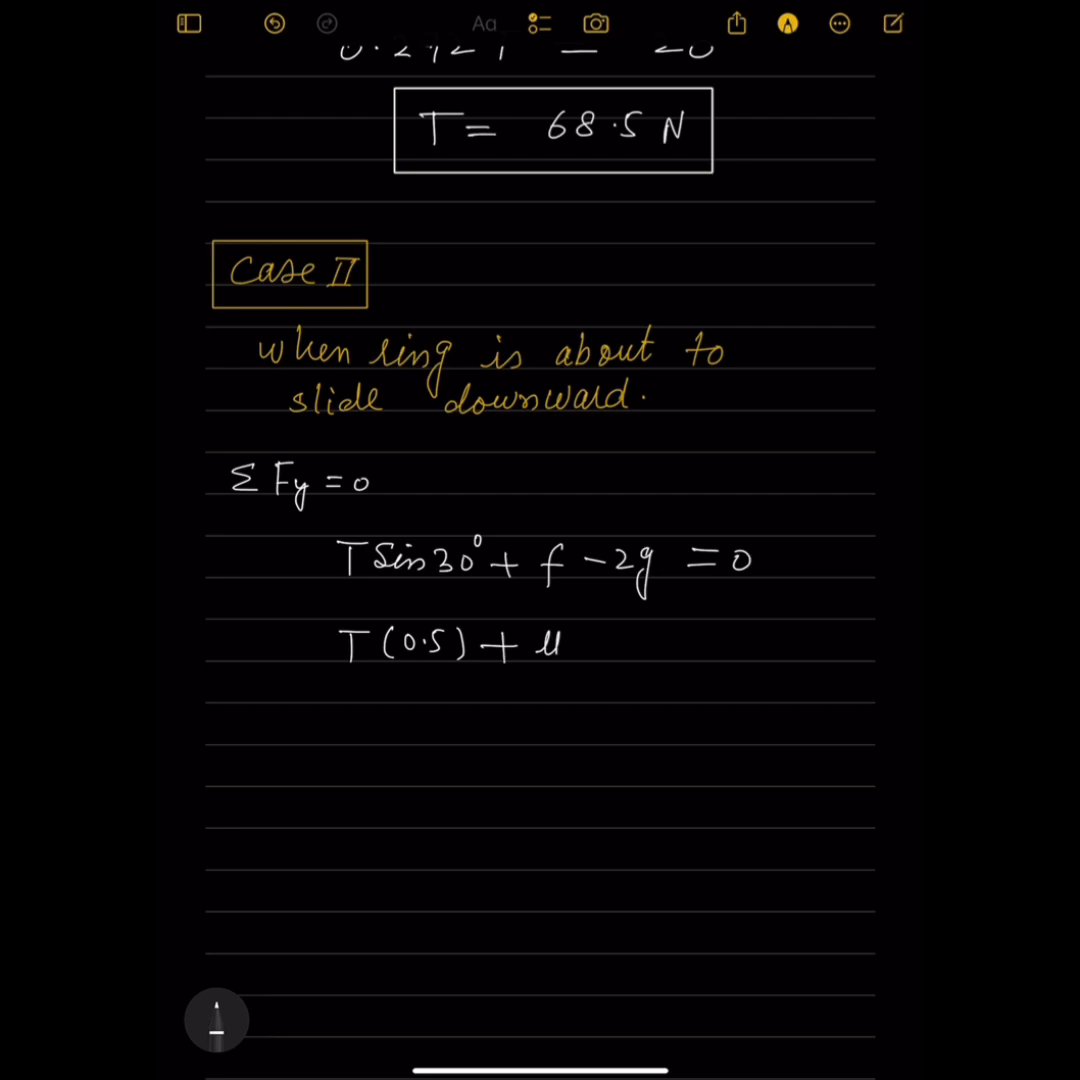 Aa
T = 68.5 N
Case II
when ring is about to
slide downward.
Σ Fy = 0
T Sin 30° + f - 2g = 0
T (0.5) + μ